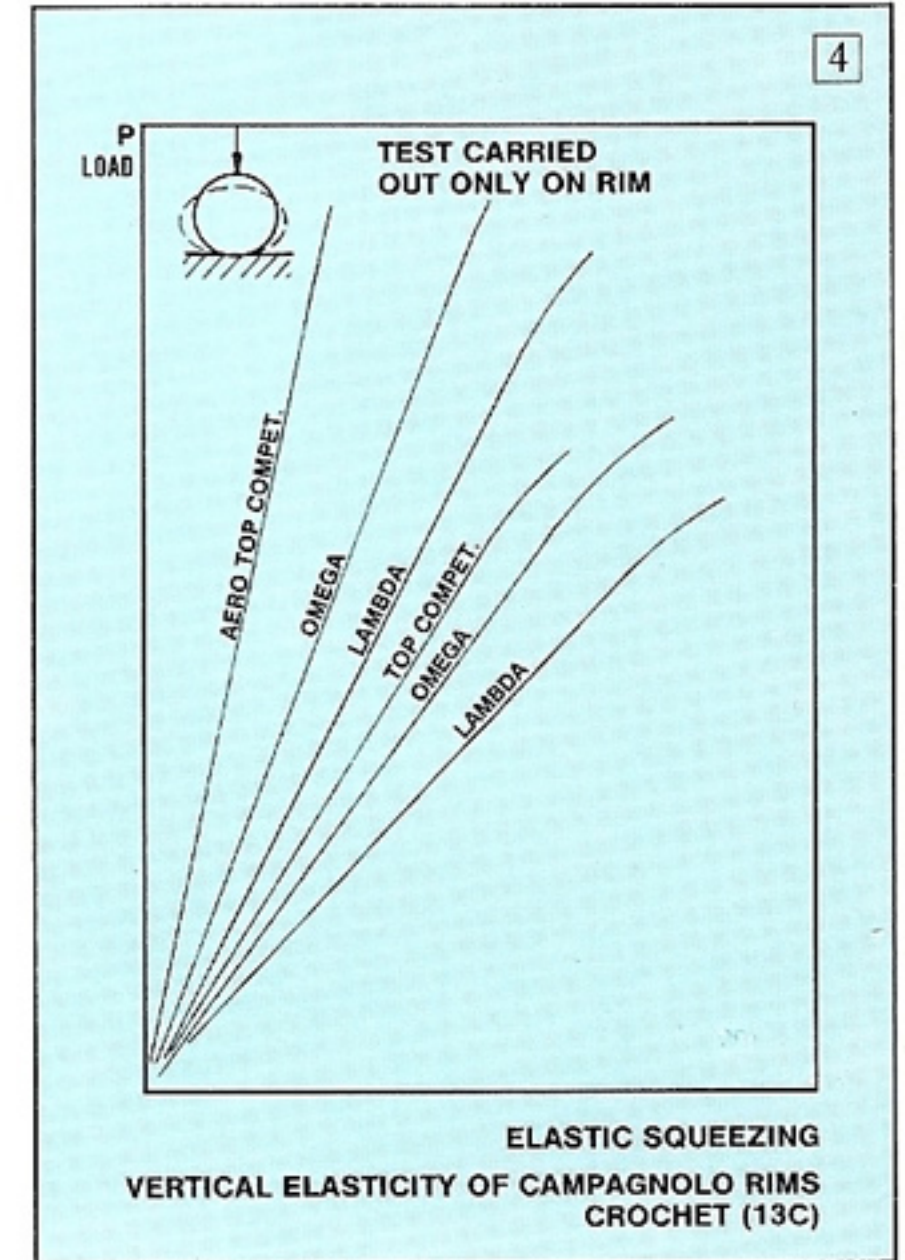 4
P
LOAD
TEST CARRIED
OUT ONLY ON RIM
AERO TOP COMPET.
OMEGA
LAMBDA
TOP COMPET.
OMEGA
LAMBDA
ELASTIC SQUEEZING
VERTICAL ELASTICITY OF CAMPAGNOLO RIMS
CROCHET (13C)